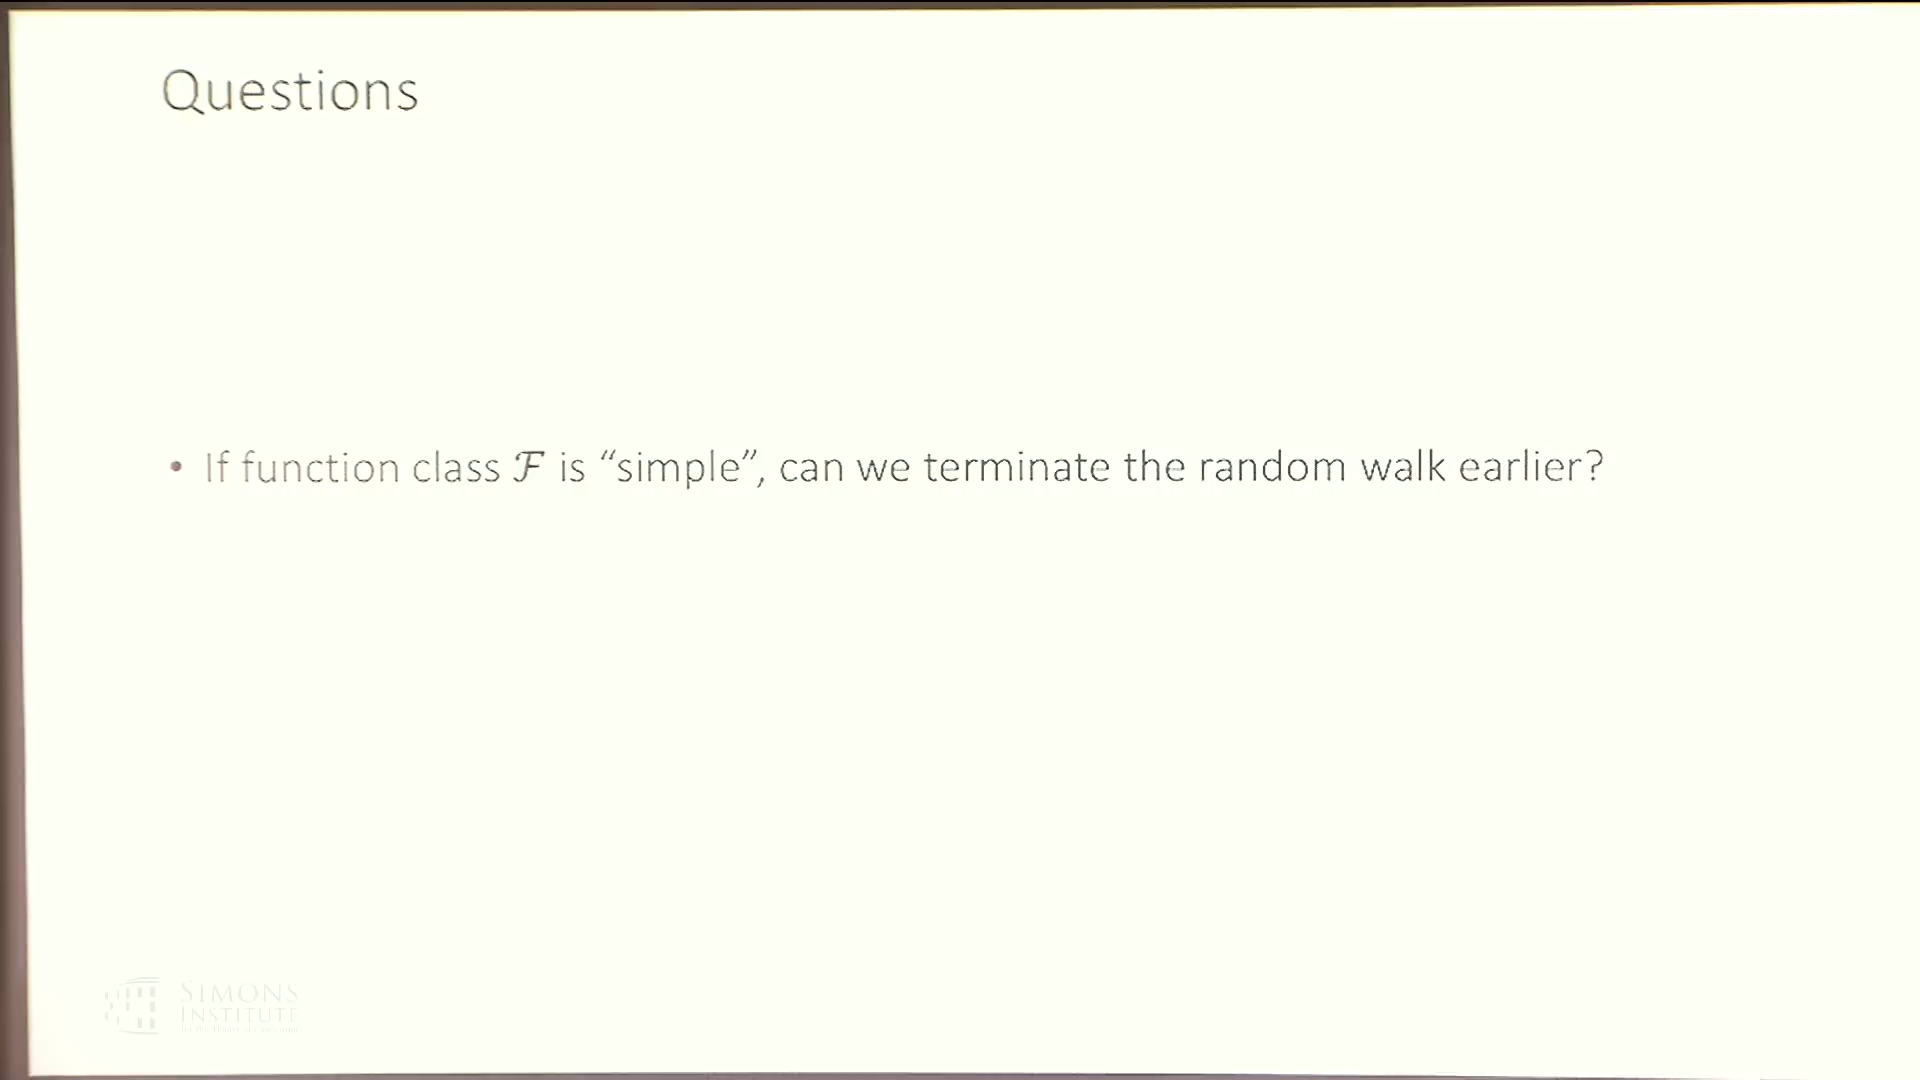 Questions
• If function class ℱ is “simple”, can we terminate the random walk earlier?
SIMONS
INSTITUTE